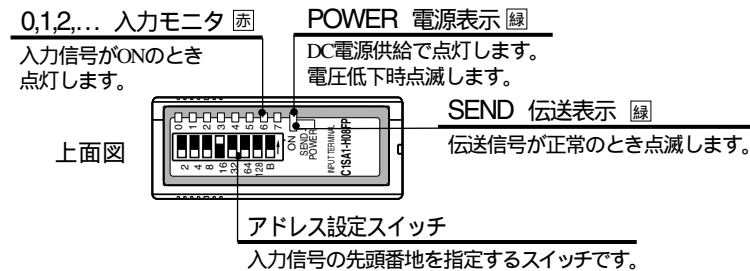 0,1,2,… 入力モニタ 赤
入力信号がONのとき
点灯します。
POWER 電源表示 緑
DC電源供給で点灯します。
電圧低下時点滅します。
SEND 伝送表示 緑
伝送信号が正常のとき点滅します。
上面図
0 1 2 3 4 5 6 7
2 4 8 16 32 64 128 B
ON
SEND
POWER
INPUT TERMINAL
C1SA1-H08FP
アドレス設定スイッチ
入力信号の先頭番地を指定するスイッチです。